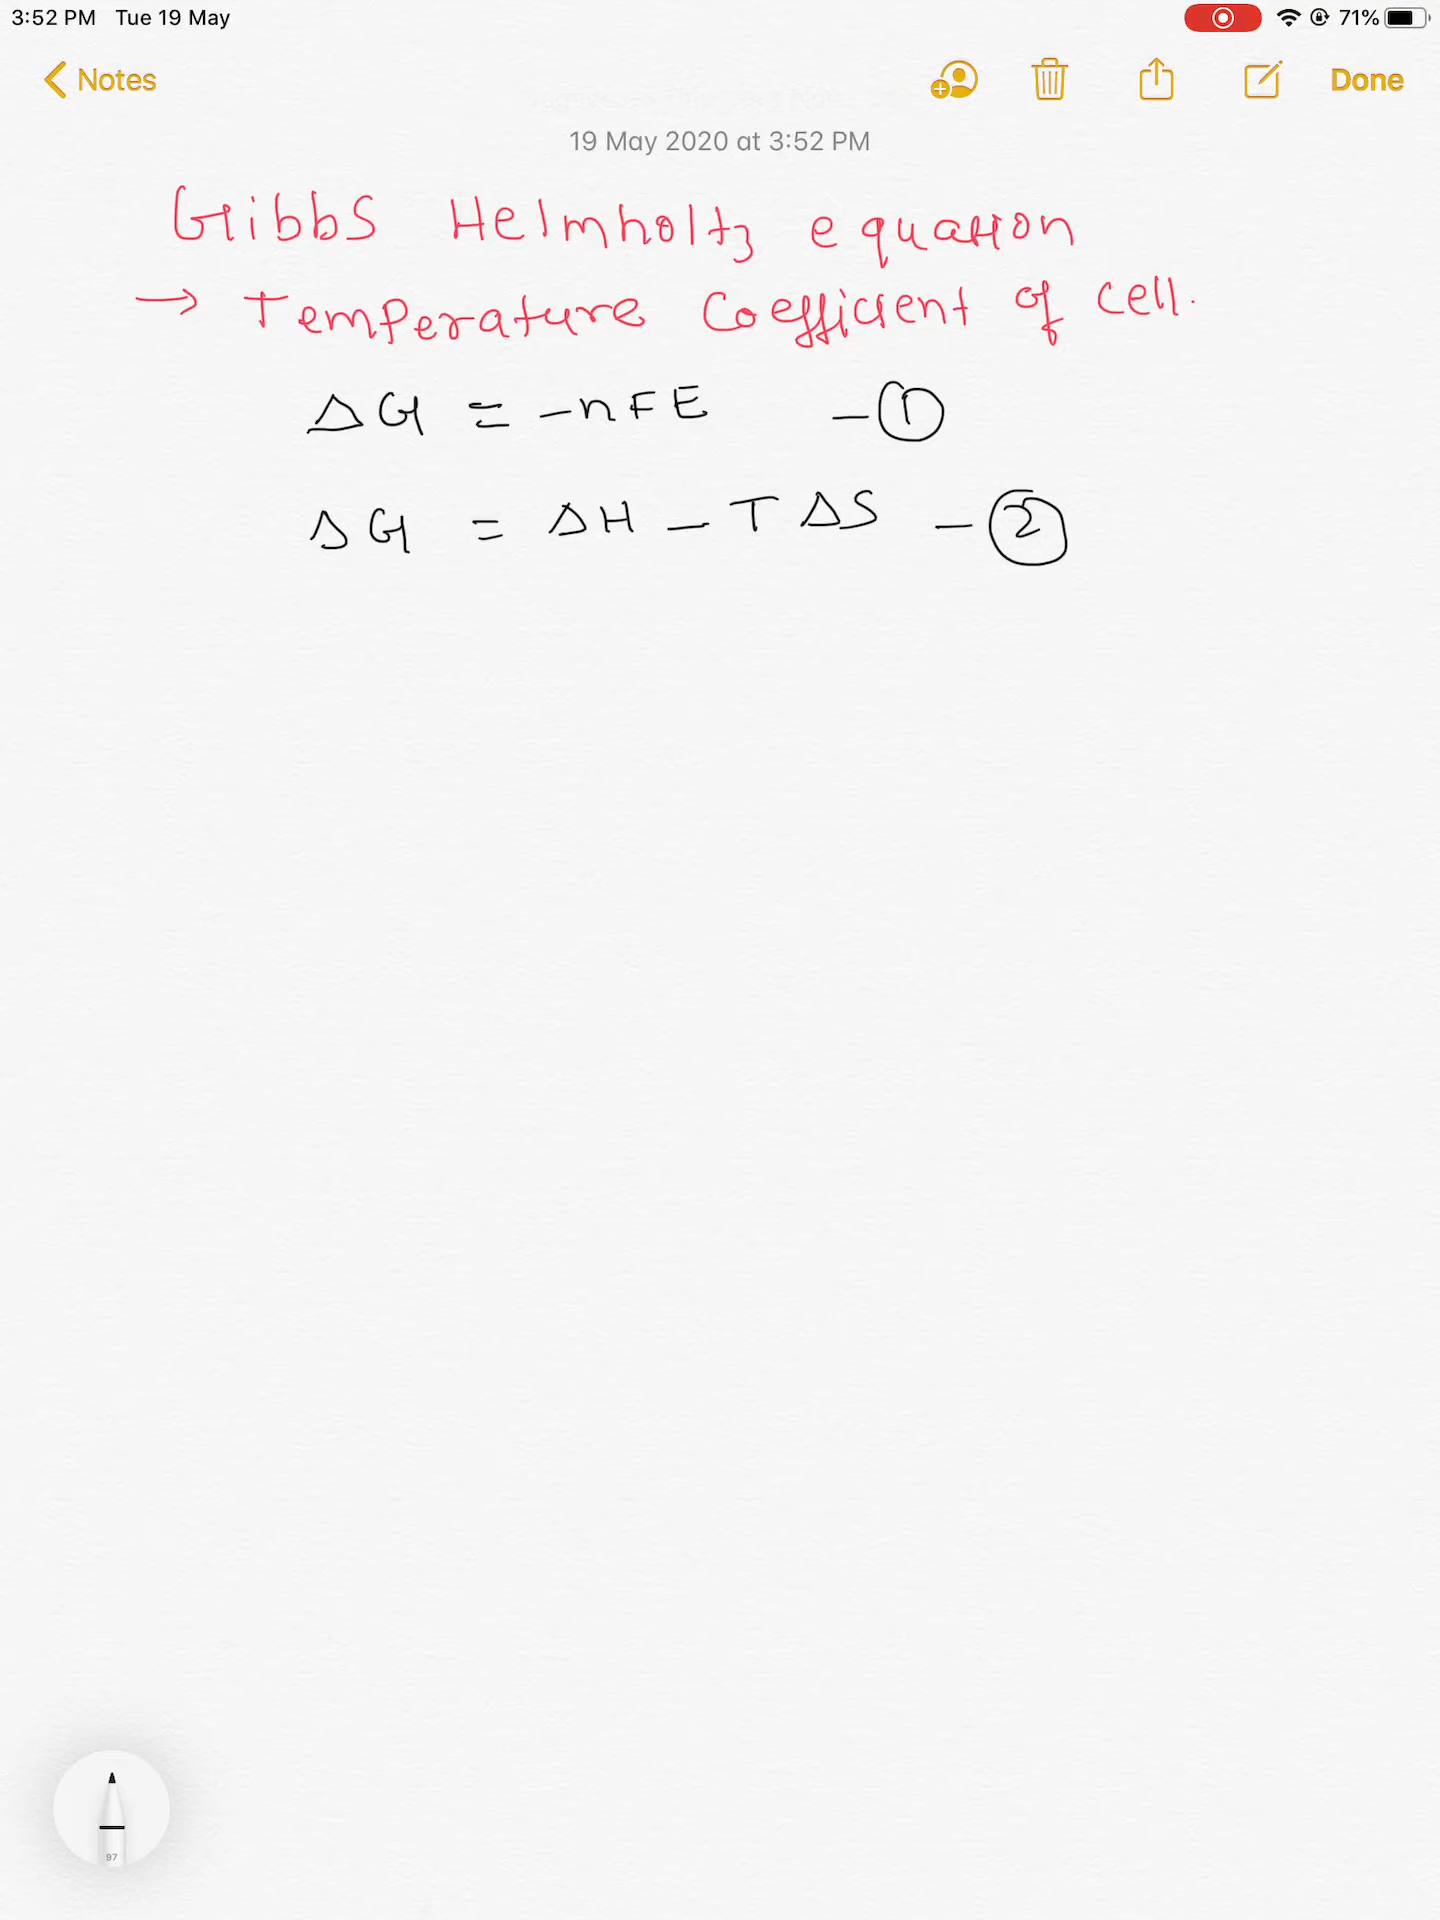 3:52 PM Tue 19 May 71%
Notes Done
19 May 2020 at 3:52 PM
Gibbs Helmholtz equation
→ Temperature Coefficient of cell.
ΔG = -nFE - ①
ΔG = ΔH - TΔS - ②
97